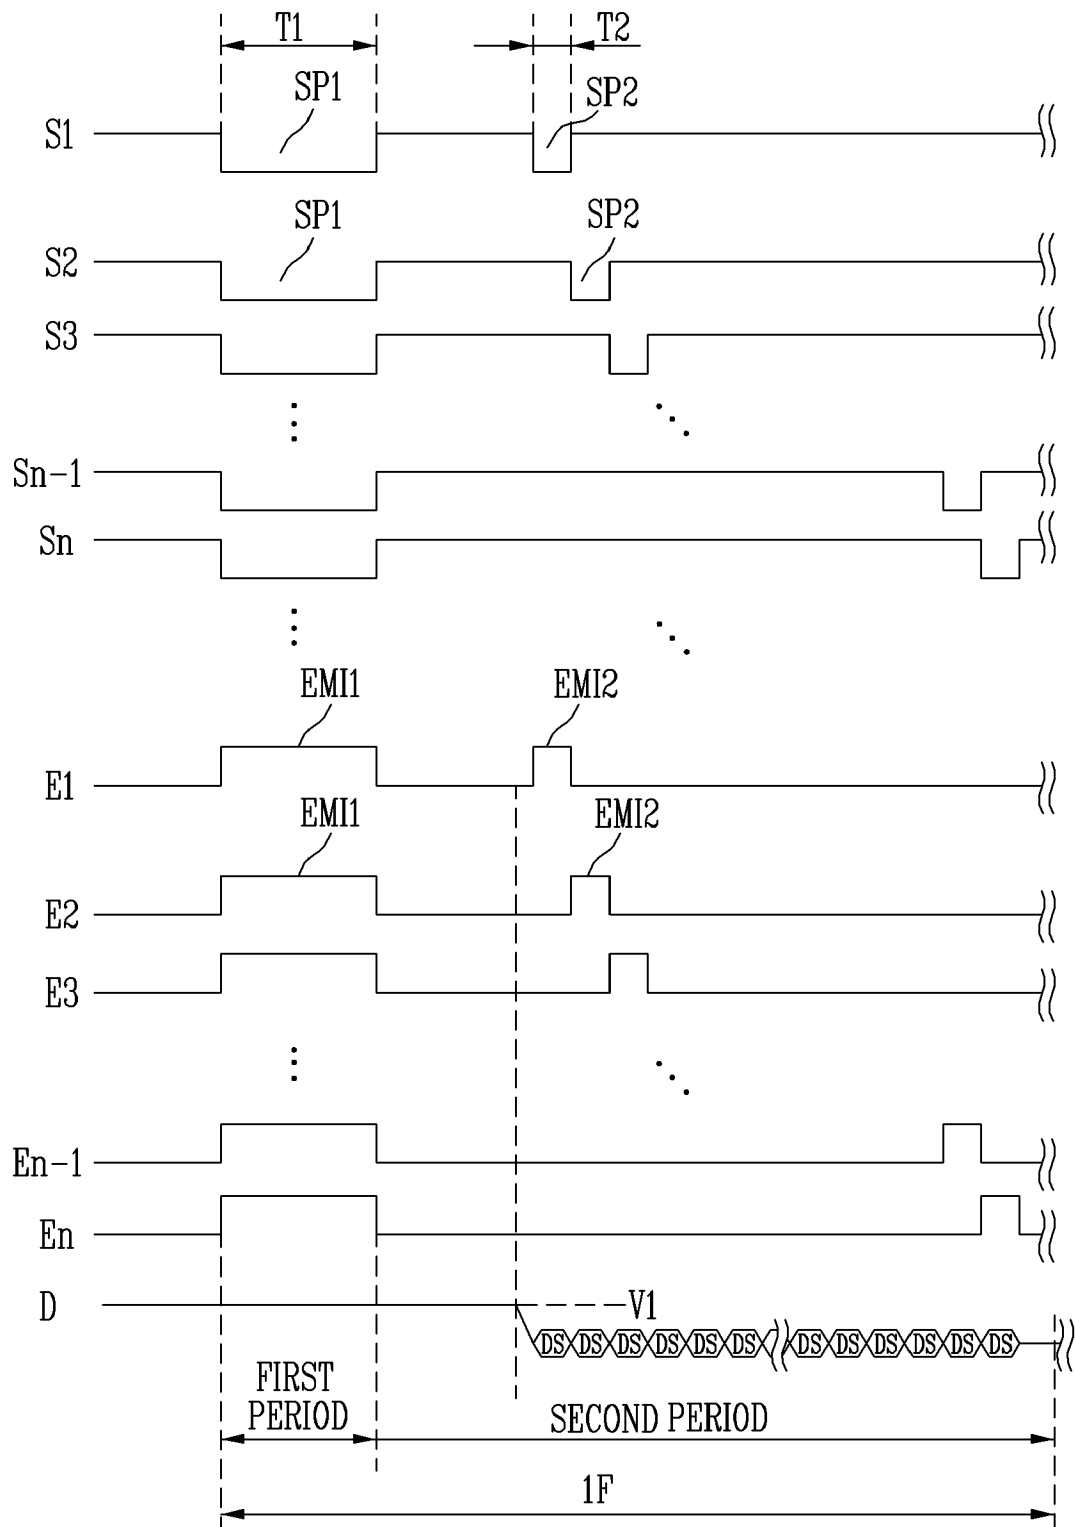 T1 T2
SP1 SP2
S1
SP1 SP2
S2
S3
Sn-1
Sn
EMI1 EMI2
E1
EMI1 EMI2
E2
E3
En-1
En
D V1
DS DS DS DS DS DS DS DS DS DS DS DS
FIRST
PERIOD SECOND PERIOD
1F